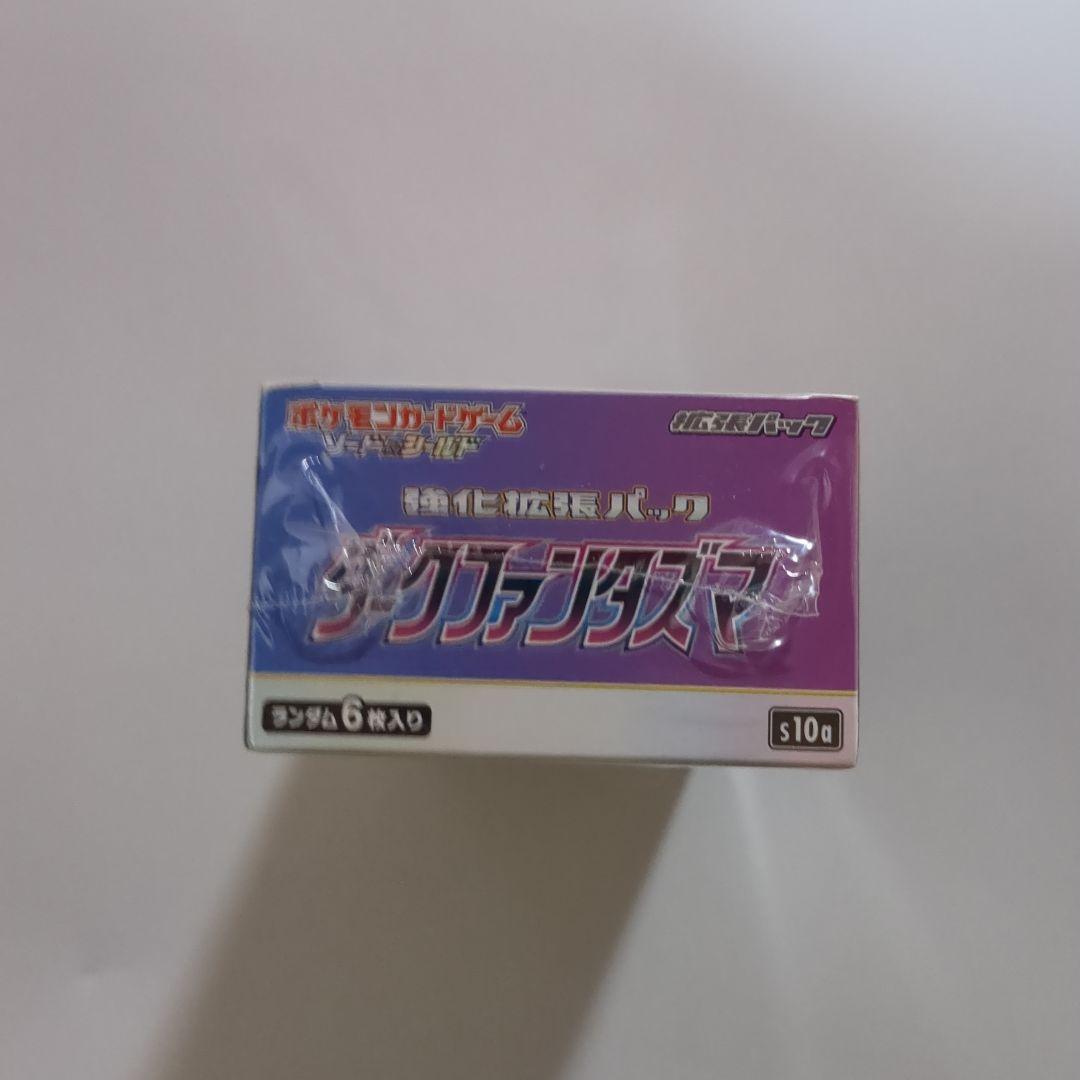 ポケモンカードゲーム
ソード&シールド
拡張パック
強化拡張パック
ダークファンタズマ
ランダム6枚入り
s10a